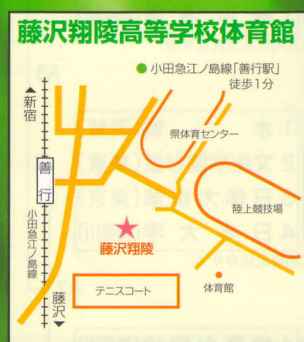 藤沢翔陵高等学校体育館
●小田急江ノ島線「善行駅」
徒歩1分
▲新宿
善行
小田急江ノ島線
藤沢▼
県体育センター
陸上競技場
★
藤沢翔陵
テニスコート
体育館